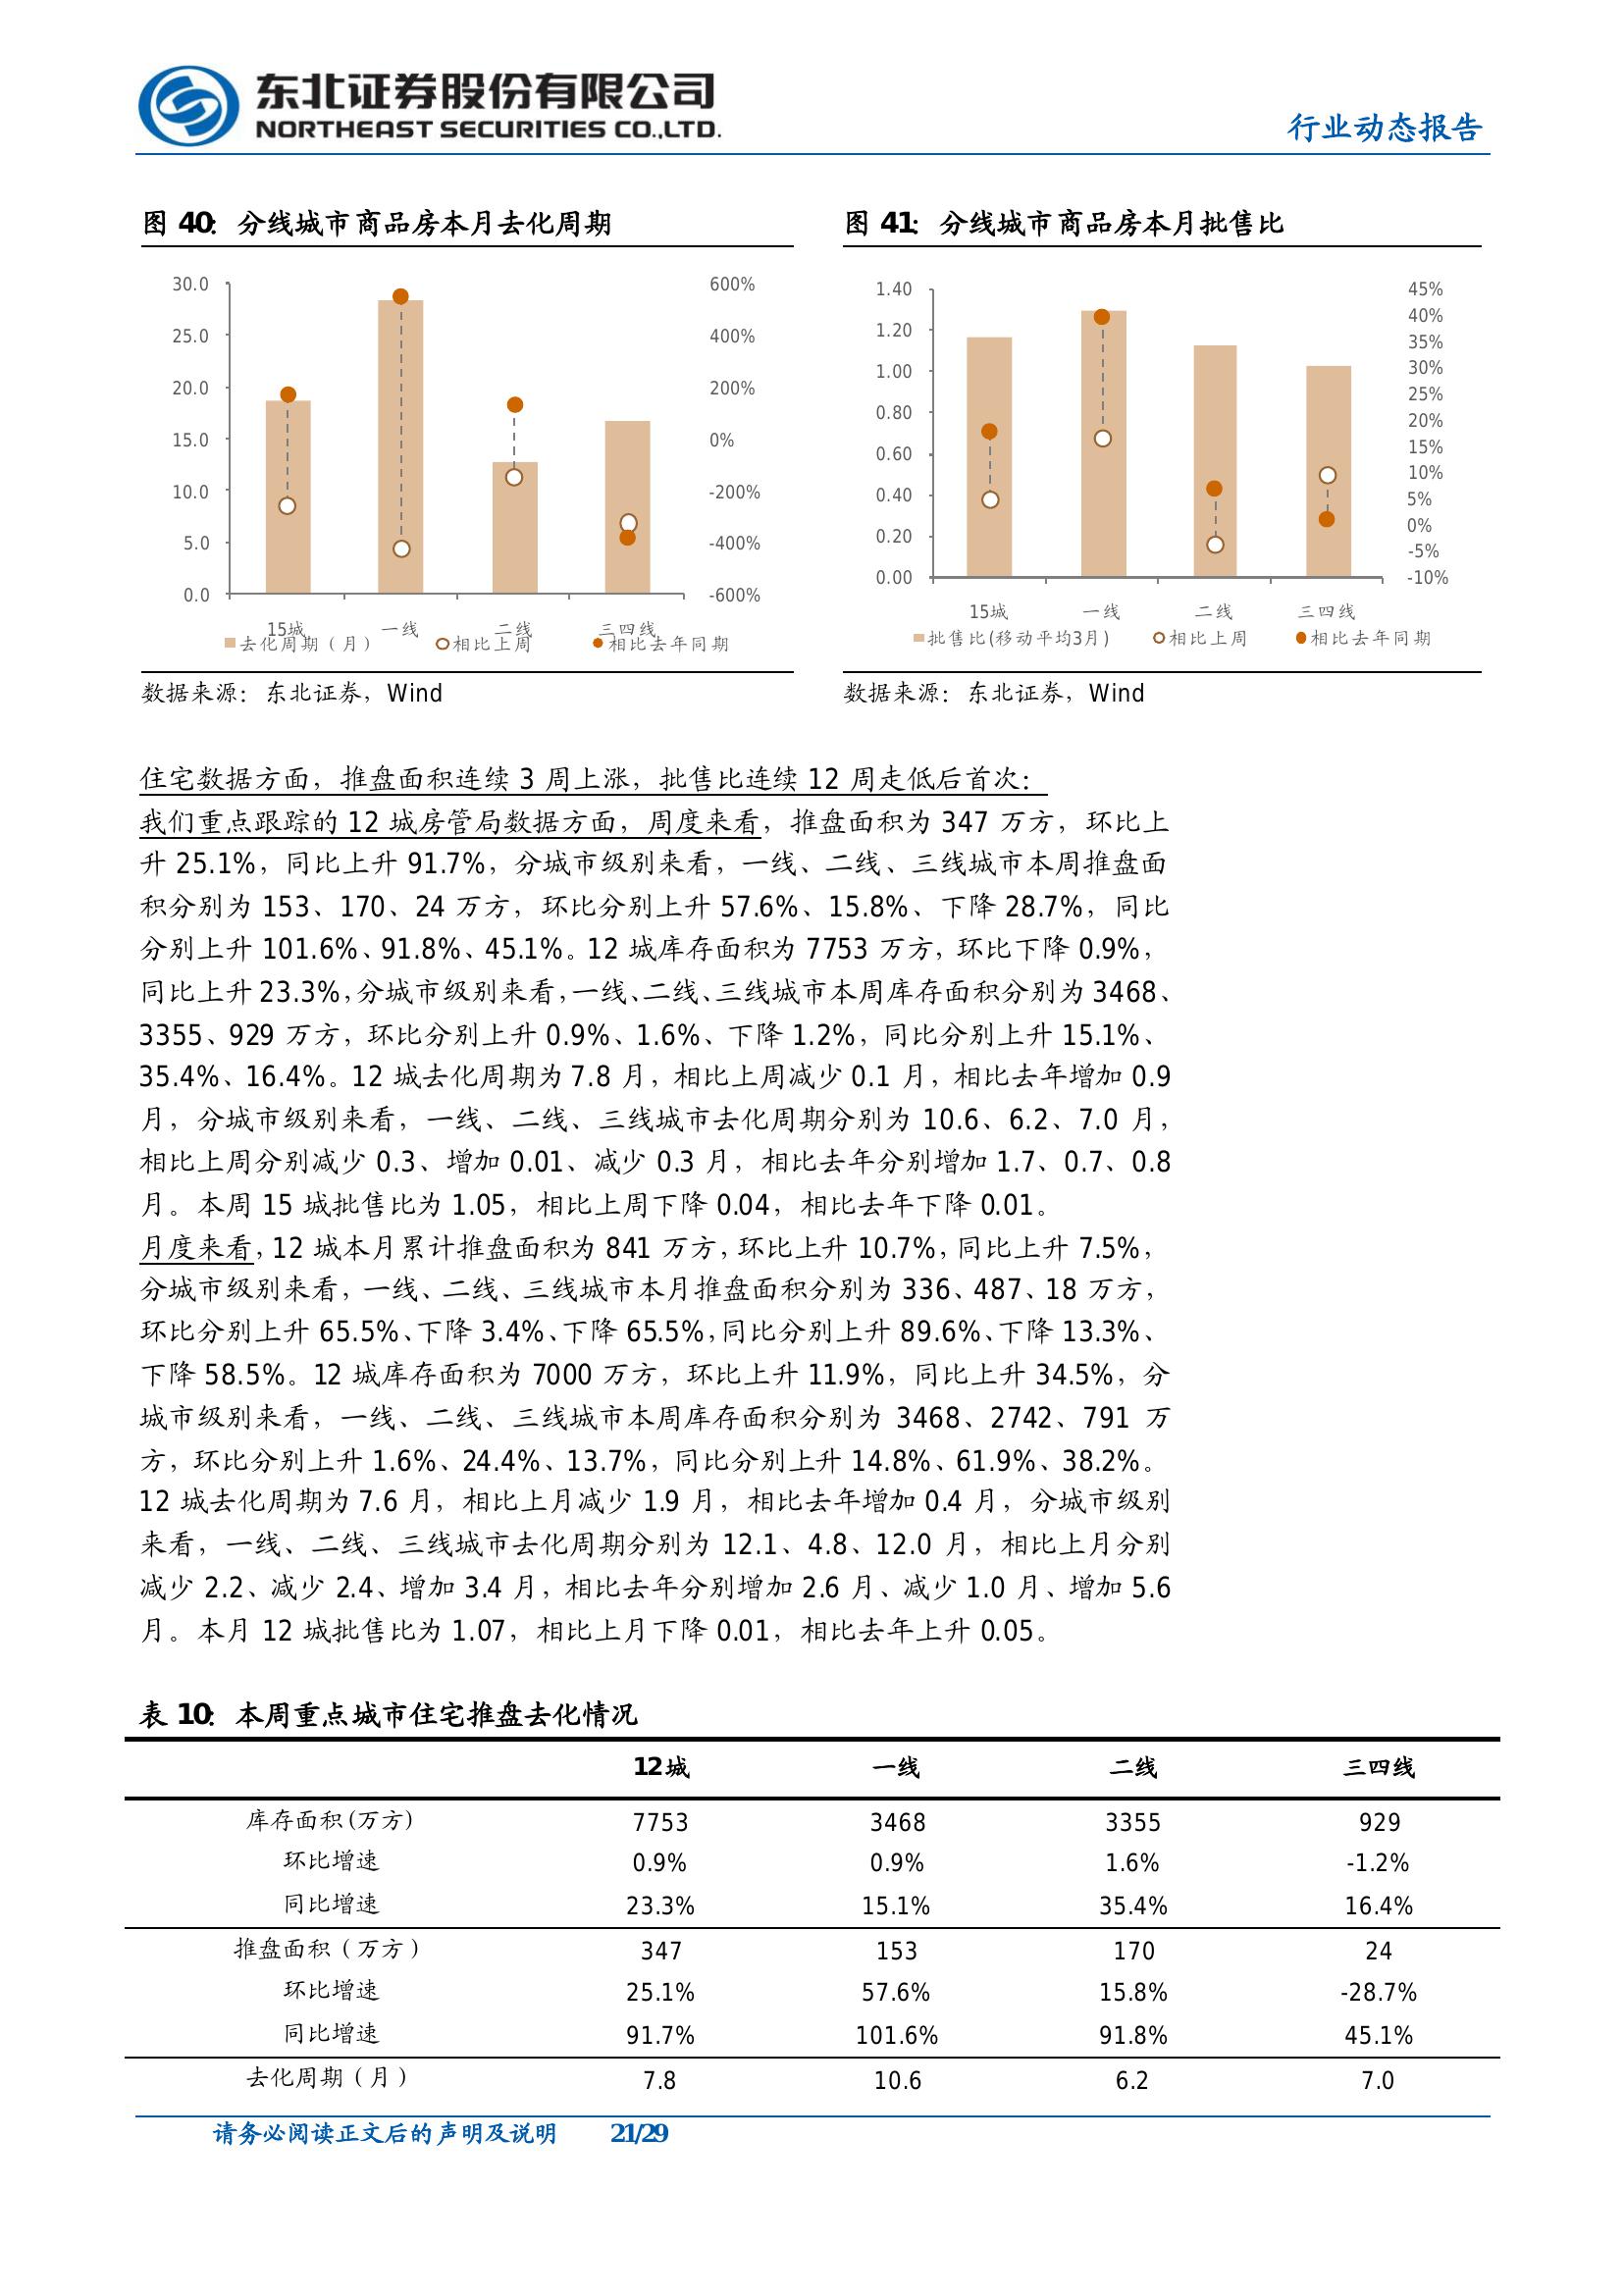 东北证券股份有限公司
NORTHEAST SECURITIES CO.,LTD.
行业动态报告
图 40: 分线城市商品房本月去化周期
30.0
25.0
20.0
15.0
10.0
5.0
0.0
600%
400%
200%
0%
-200%
-400%
-600%
15城 一线 二线 三四线
去化周期（月） 相比上周 相比去年同期
数据来源：东北证券，Wind
图 41: 分线城市商品房本月批售比
1.40
1.20
1.00
0.80
0.60
0.40
0.20
0.00
45%
40%
35%
30%
25%
20%
15%
10%
5%
0%
-5%
-10%
15城 一线 二线 三四线
批售比(移动平均3月) 相比上周 相比去年同期
数据来源：东北证券，Wind
住宅数据方面，推盘面积连续 3 周上涨，批售比连续 12 周走低后首次：
我们重点跟踪的 12 城房管局数据方面，周度来看，推盘面积为 347 万方，环比上
升 25.1%，同比上升 91.7%，分城市级别来看，一线、二线、三线城市本周推盘面
积分别为 153、170、24 万方，环比分别上升 57.6%、15.8%、下降 28.7%，同比
分别上升 101.6%、91.8%、45.1%。12 城库存面积为 7753 万方，环比下降 0.9%，
同比上升 23.3%，分城市级别来看，一线、二线、三线城市本周库存面积分别为 3468、
3355、929 万方，环比分别上升 0.9%、1.6%、下降 1.2%，同比分别上升 15.1%、
35.4%、16.4%。12 城去化周期为 7.8 月，相比上周减少 0.1 月，相比去年增加 0.9
月，分城市级别来看，一线、二线、三线城市去化周期分别为 10.6、6.2、7.0 月，
相比上周分别减少 0.3、增加 0.01、减少 0.3 月，相比去年分别增加 1.7、0.7、0.8
月。本周 15 城批售比为 1.05，相比上周下降 0.04，相比去年下降 0.01。
月度来看，12 城本月累计推盘面积为 841 万方，环比上升 10.7%，同比上升 7.5%，
分城市级别来看，一线、二线、三线城市本月推盘面积分别为 336、487、18 万方，
环比分别上升 65.5%、下降 3.4%、下降 65.5%，同比分别上升 89.6%、下降 13.3%、
下降 58.5%。12 城库存面积为 7000 万方，环比上升 11.9%，同比上升 34.5%，分
城市级别来看，一线、二线、三线城市本周库存面积分别为 3468、2742、791 万
方，环比分别上升 1.6%、24.4%、13.7%，同比分别上升 14.8%、61.9%、38.2%。
12 城去化周期为 7.6 月，相比上月减少 1.9 月，相比去年增加 0.4 月，分城市级别
来看，一线、二线、三线城市去化周期分别为 12.1、4.8、12.0 月，相比上月分别
减少 2.2、减少 2.4、增加 3.4 月，相比去年分别增加 2.6 月、减少 1.0 月、增加 5.6
月。本月 12 城批售比为 1.07，相比上月下降 0.01，相比去年上升 0.05。
表 10: 本周重点城市住宅推盘去化情况
12城 一线 二线 三四线
库存面积(万方) 7753 3468 3355 929
环比增速 0.9% 0.9% 1.6% -1.2%
同比增速 23.3% 15.1% 35.4% 16.4%
推盘面积（万方） 347 153 170 24
环比增速 25.1% 57.6% 15.8% -28.7%
同比增速 91.7% 101.6% 91.8% 45.1%
去化周期（月） 7.8 10.6 6.2 7.0
请务必阅读正文后的声明及说明 21/29